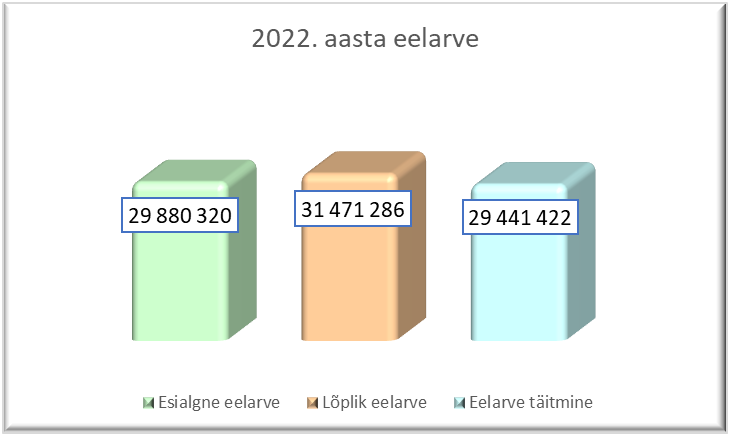 2022. aasta eelarve
29 880 320
31 471 286
29 441 422
Esialgne eelarve
Lõplik eelarve
Eelarve täitmine